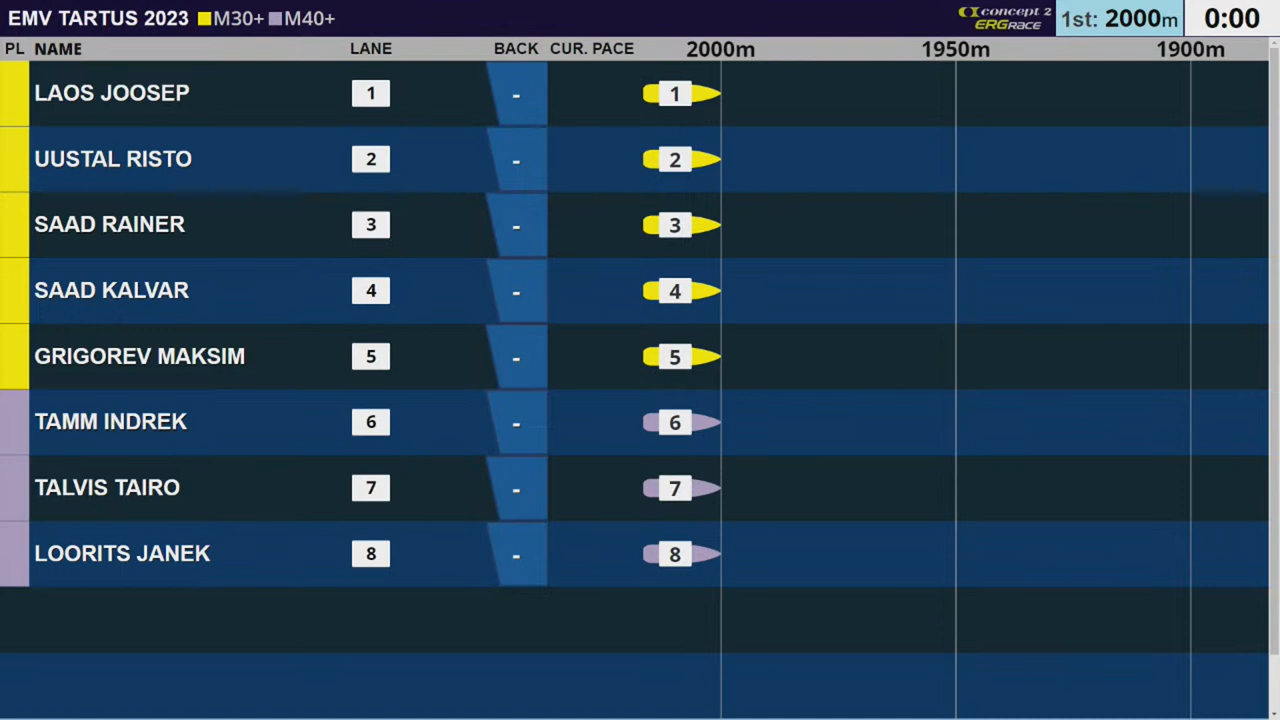 EMV TARTUS 2023 M30+ M40+ concept 2 ERGRACE 1st: 2000m 0:00
PL NAME LANE BACK CUR. PACE 2000m 1950m 1900m
LAOS JOOSEP 1 - 1
UUSTAL RISTO 2 - 2
SAAD RAINER 3 - 3
SAAD KALVAR 4 - 4
GRIGOREV MAKSIM 5 - 5
TAMM INDREK 6 - 6
TALVIS TAIRO 7 - 7
LOORITS JANEK 8 - 8